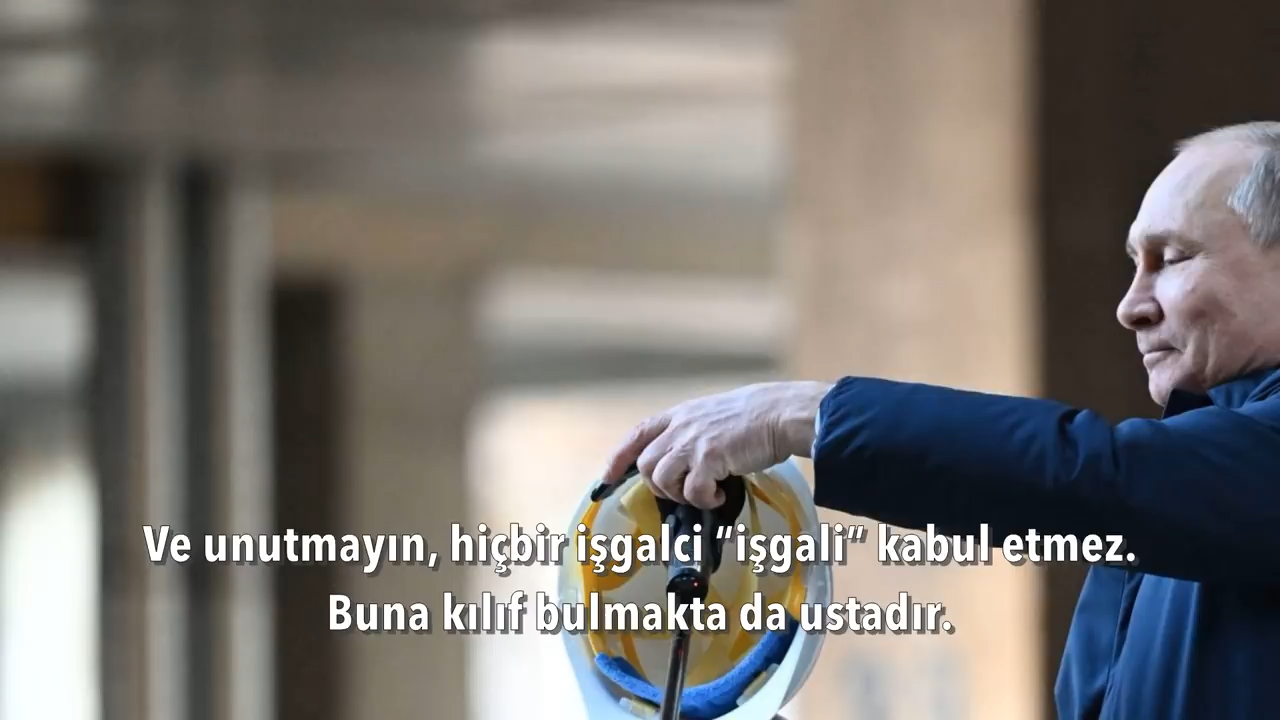 Ve unutmayın, hiçbir işgalci “işgali” kabul etmez.
Buna kılıf bulmakta da ustadır.